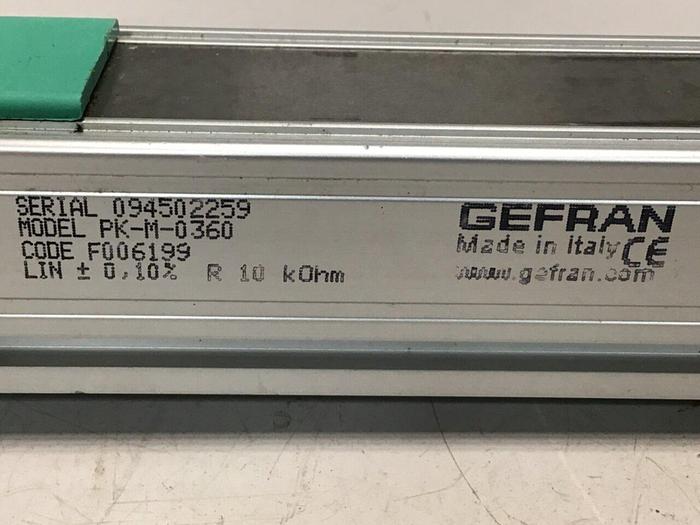 SERIAL 094502259
MODEL PK-M-0360
CODE F006199
LIN ± 0,10% R 10 kOhm
GEFRAN
Made in Italy CE
www.gefran.com